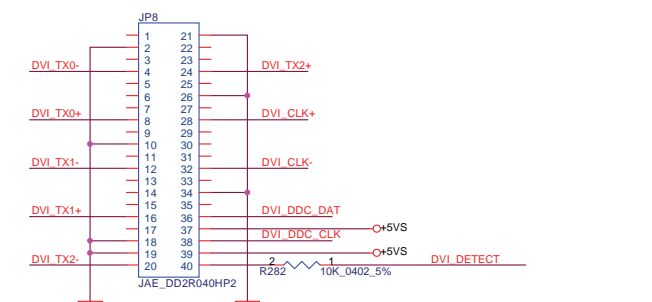 JP8
1 21
2 22
3 23
DVI_TX0- 4 24 DVI_TX2+
5 25
6 26
7 27
DVI_TX0+ 8 28 DVI_CLK+
9 29
10 30
11 31
DVI_TX1- 12 32 DVI_CLK-
13 33
14 34
15 35
DVI_TX1+ 16 36 DVI_DDC_DAT
17 37 +5VS
18 38 DVI_DDC_CLK
19 39 +5VS
DVI_TX2- 20 40 2 1 DVI_DETECT
R282 10K_0402_5%
JAE_DD2R040HP2